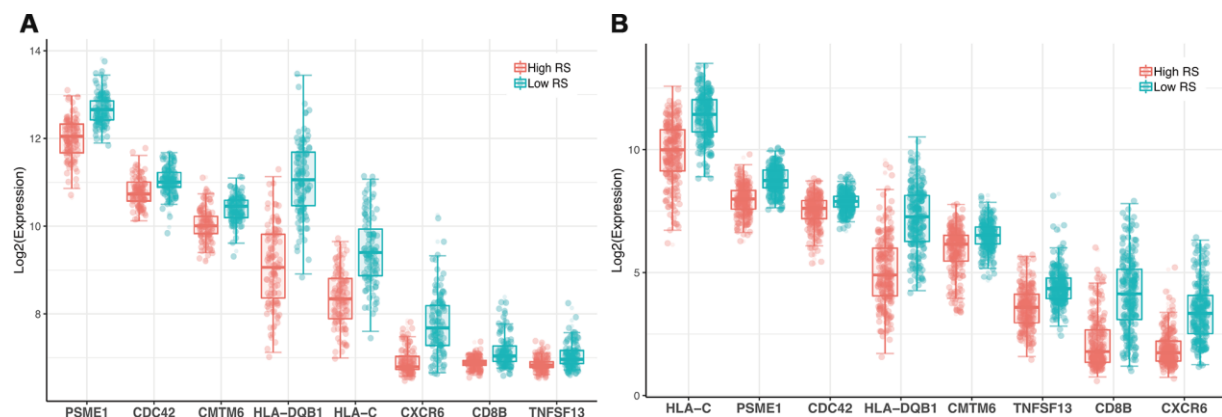 A
Log2(Expression)
14
12
10
8
High RS
Low RS
PSME1 CDC42 CMTM6 HLA-DQB1 HLA-C CXCR6 CD8B TNFSF13
B
Log2(Expression)
10
5
0
High RS
Low RS
HLA-C PSME1 CDC42 HLA-DQB1 CMTM6 TNFSF13 CD8B CXCR6